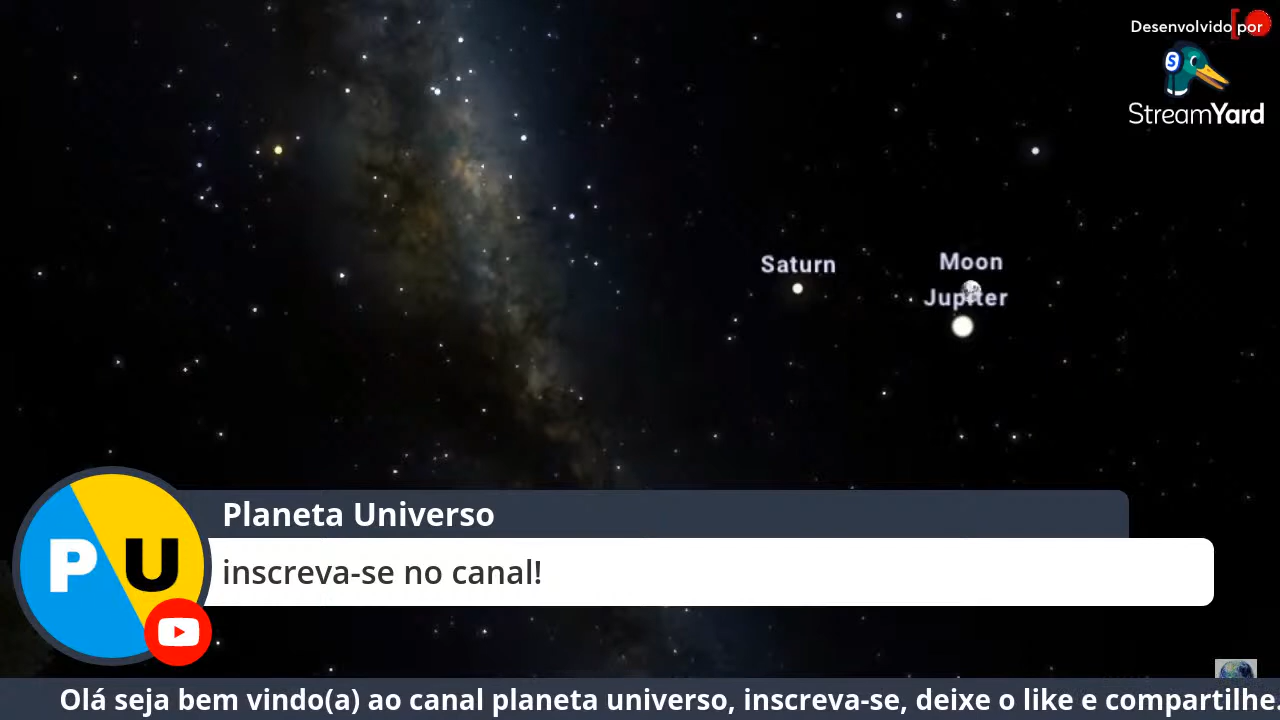 Desenvolvido por
StreamYard
Saturn
Moon
Jupiter
Planeta Universo
PU
inscreva-se no canal!
Olá seja bem vindo(a) ao canal planeta universo, inscreva-se, deixe o like e compartilhe.